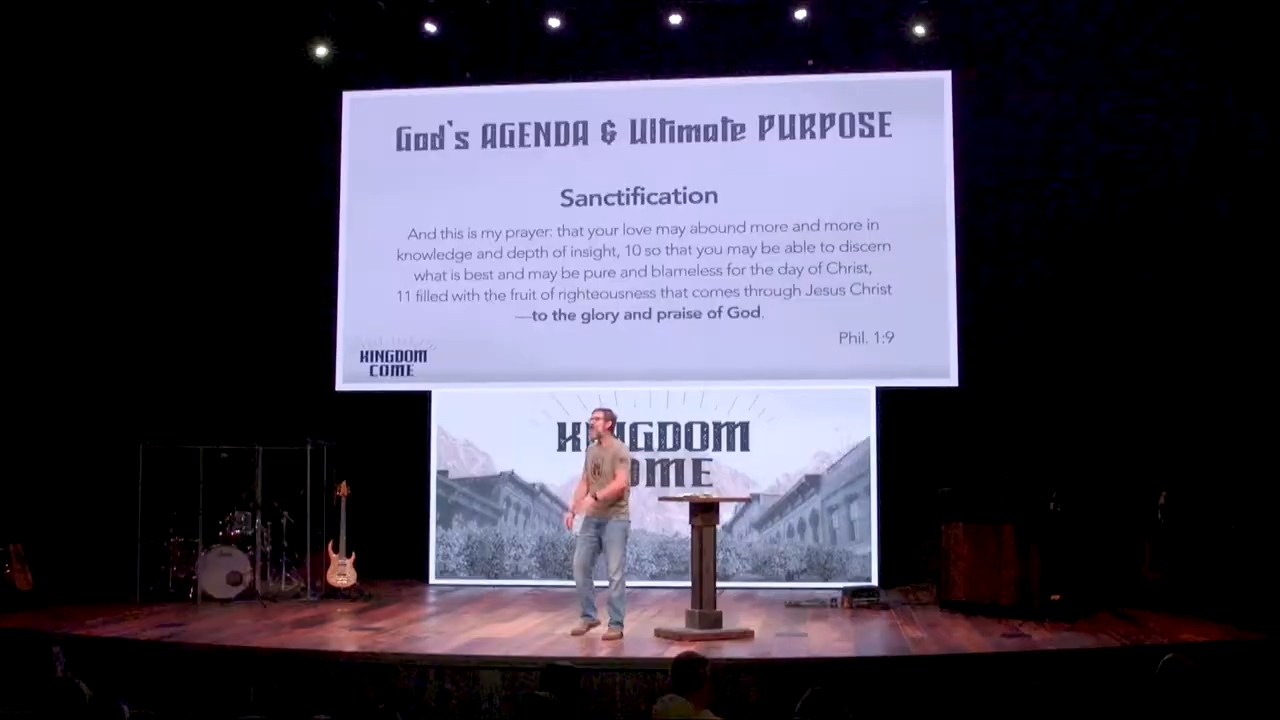 God's AGENDA & Ultimate PURPOSE
Sanctification
And this is my prayer: that your love may abound more and more in
knowledge and depth of insight, 10 so that you may be able to discern
what is best and may be pure and blameless for the day of Christ,
11 filled with the fruit of righteousness that comes through Jesus Christ
—to the glory and praise of God.
Phil. 1:9
KINGDOM
COME
KINGDOM
COME